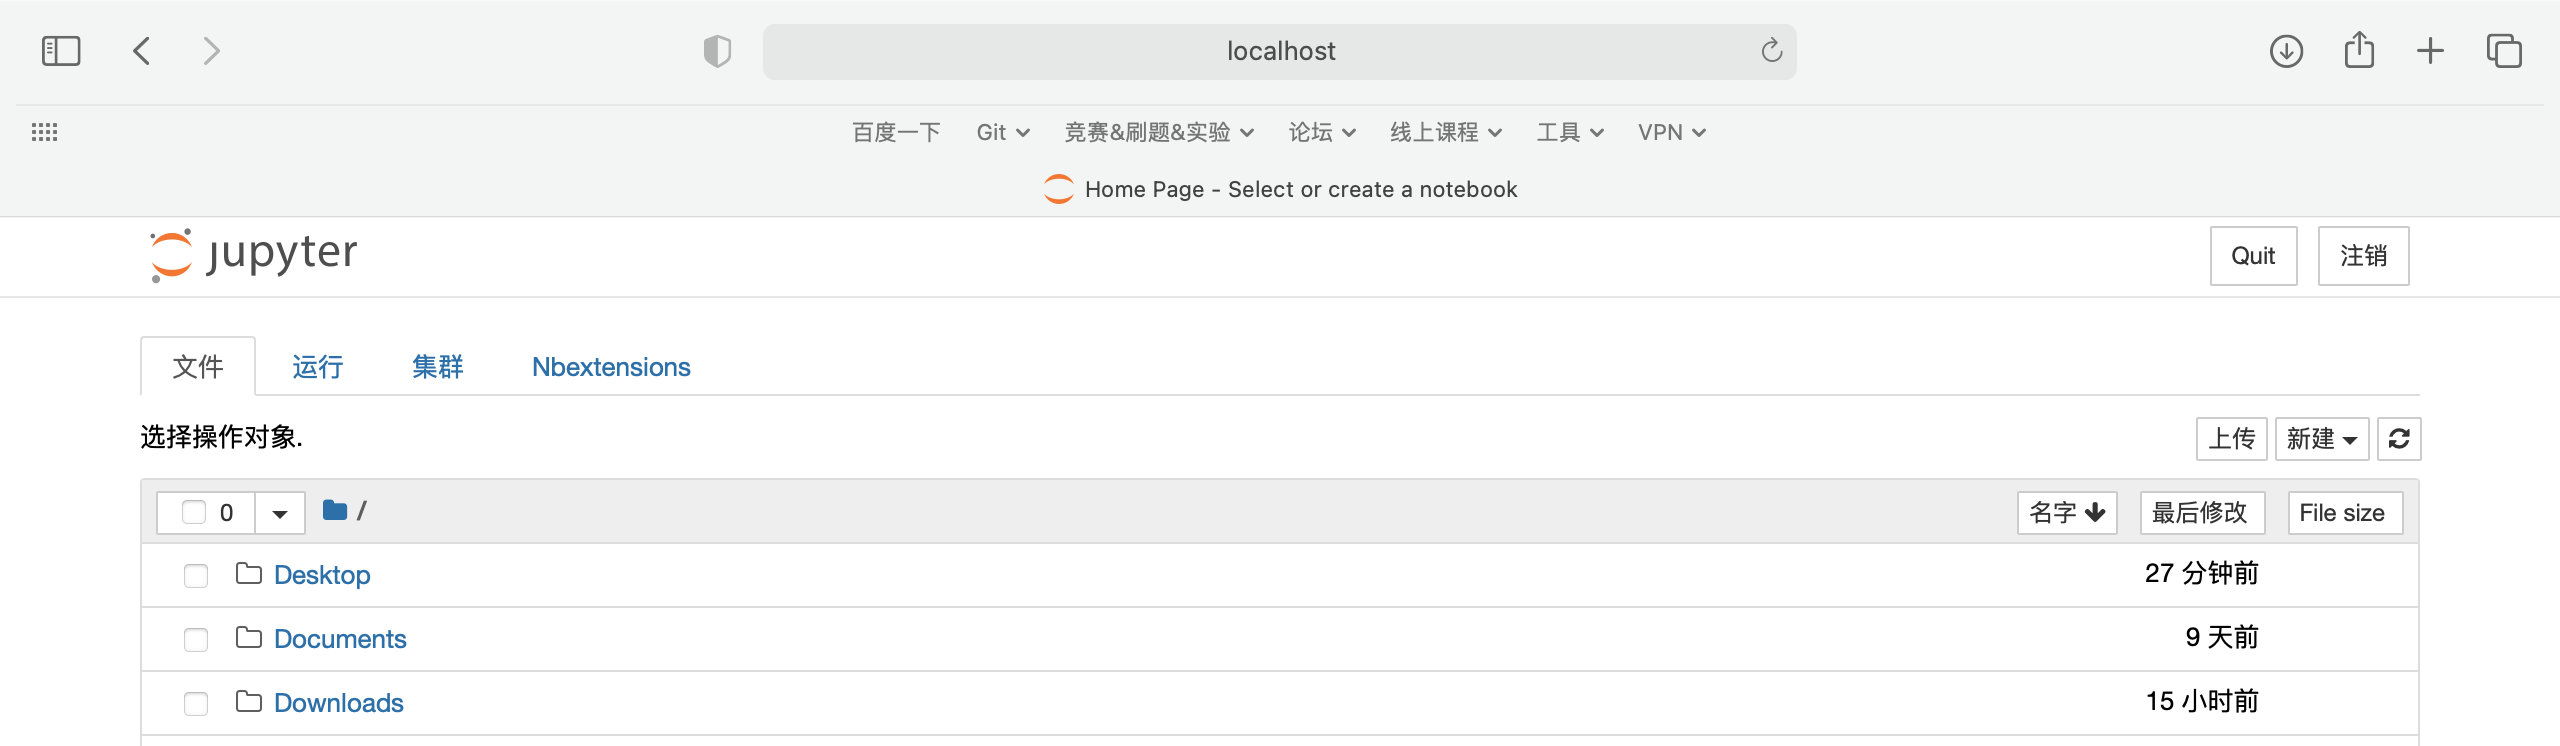 localhost
百度一下 Git 竞赛&刷题&实验 论坛 线上课程 工具 VPN
Home Page - Select or create a notebook
jupyter Quit 注销
文件 运行 集群 Nbextensions
选择操作对象. 上传 新建
0 / 名字 最后修改 File size
Desktop 27 分钟前
Documents 9 天前
Downloads 15 小时前